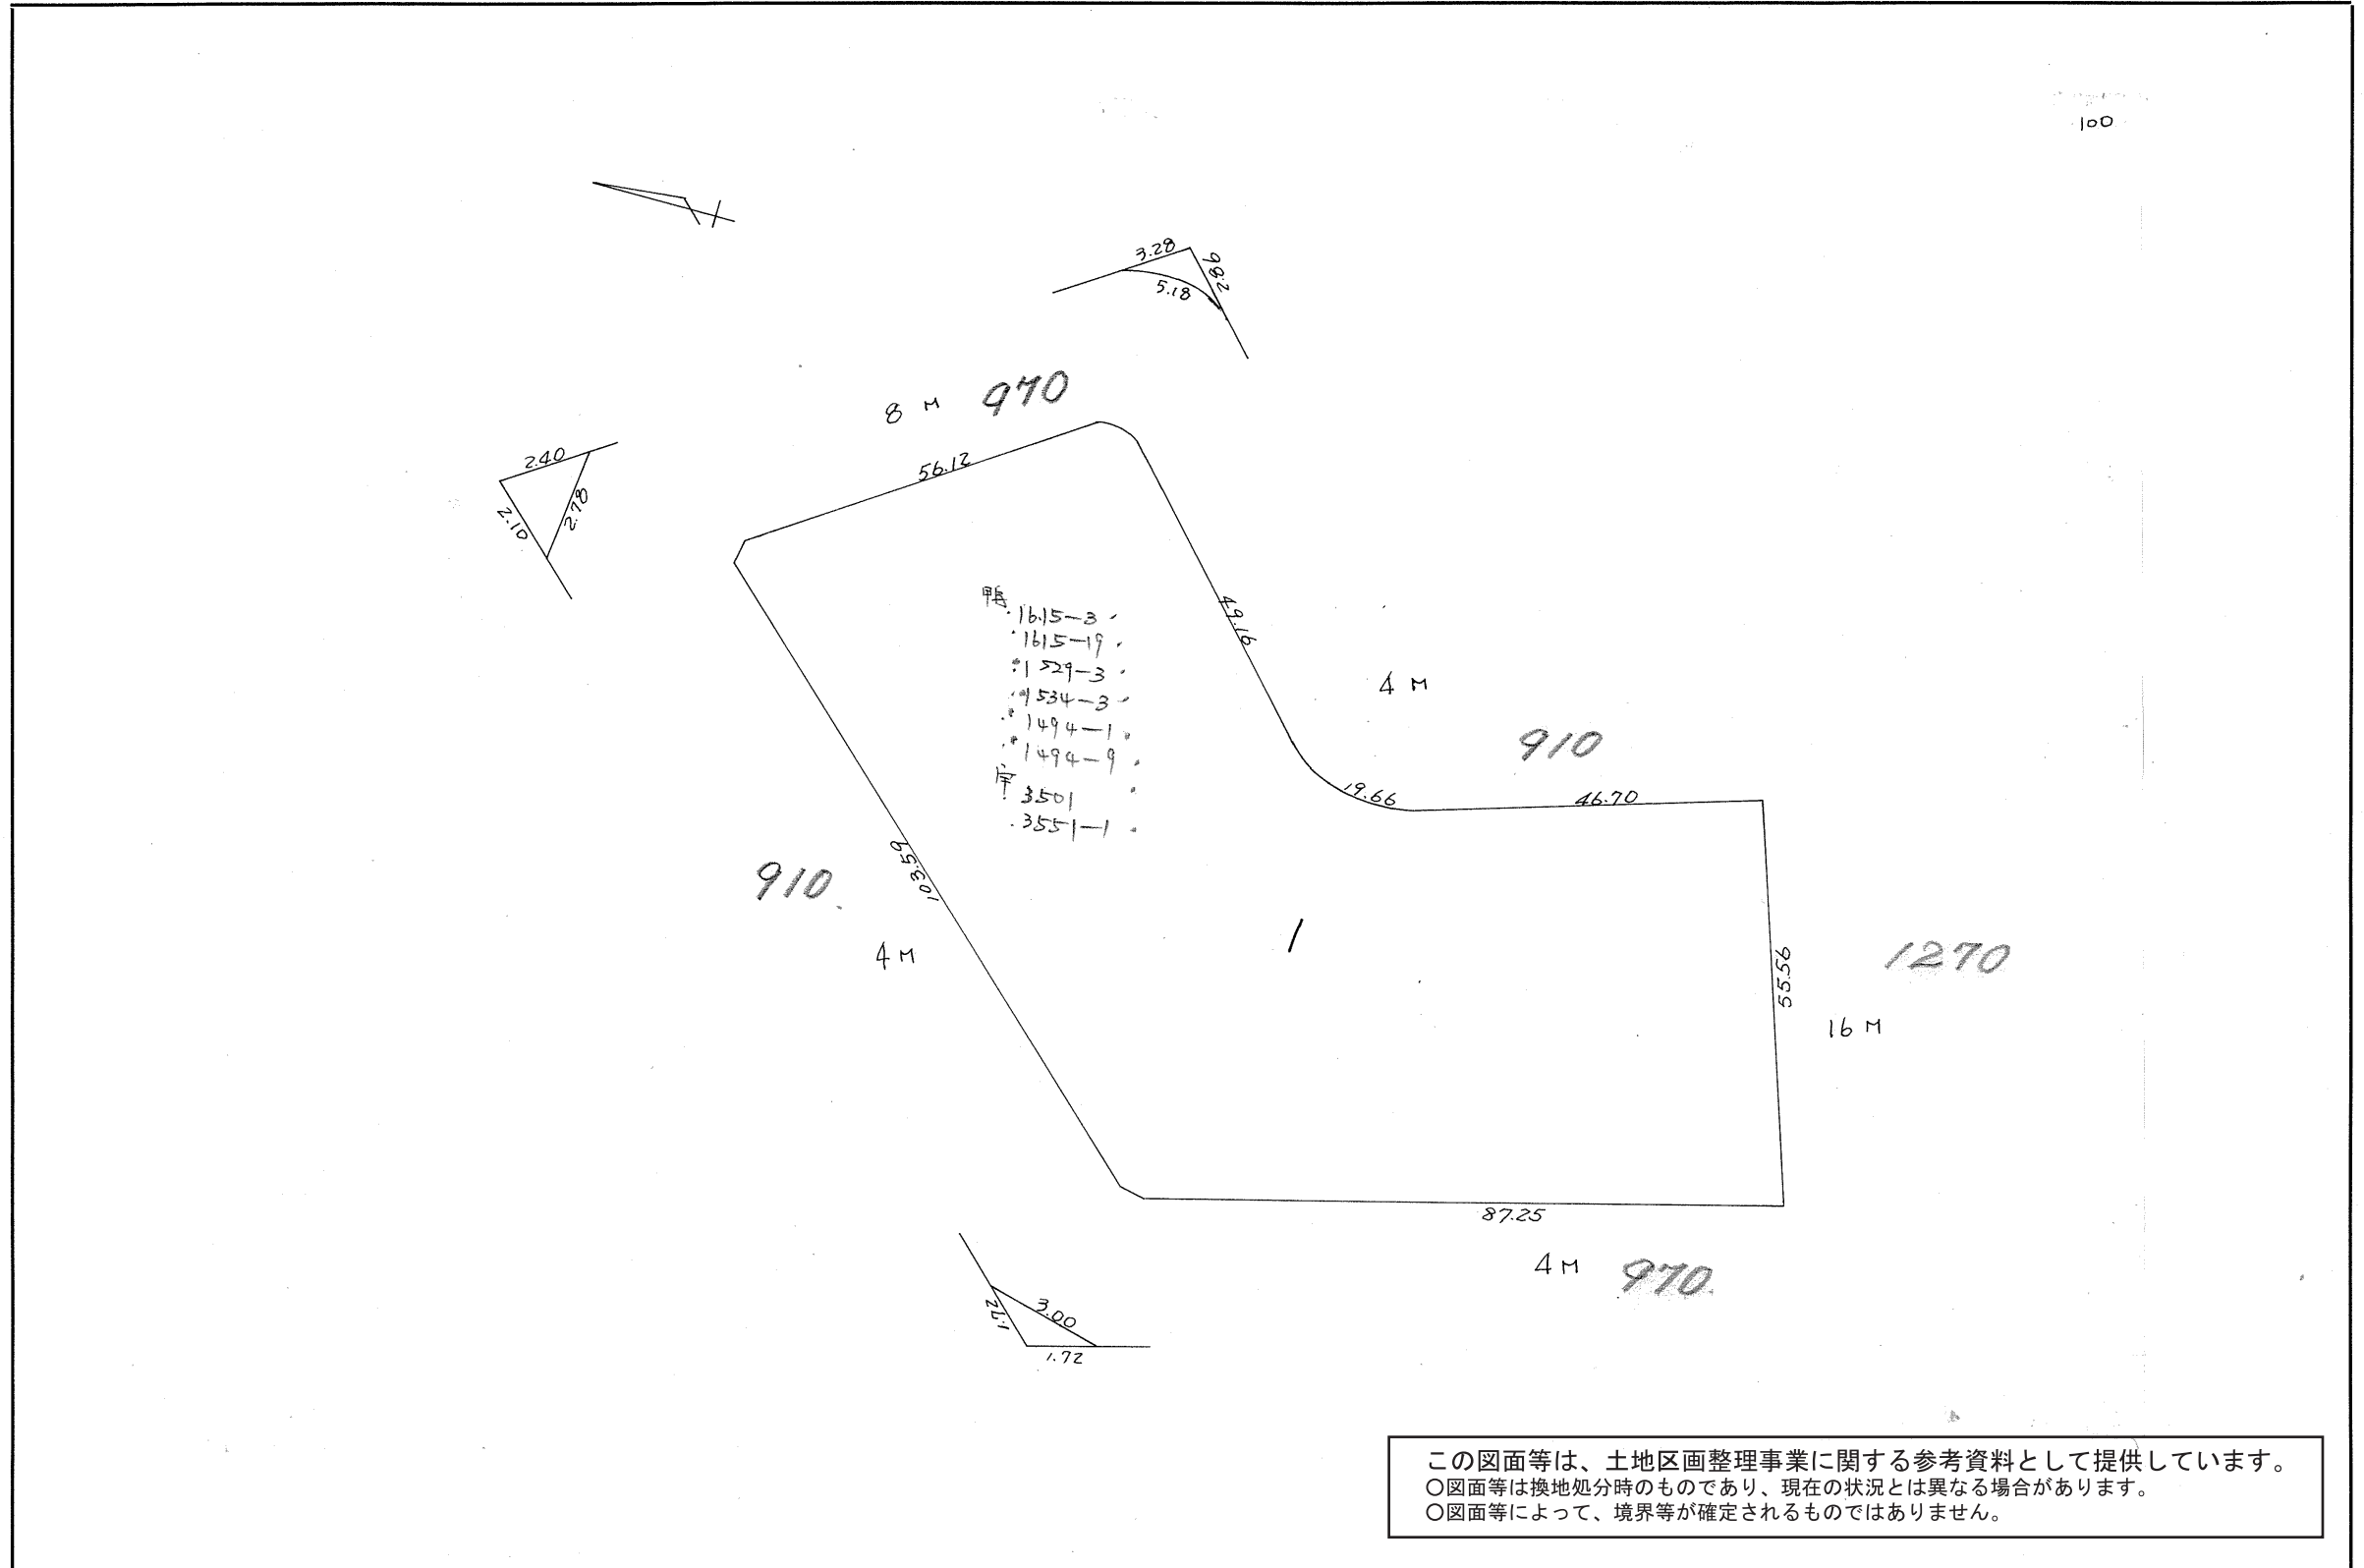 100
3.28
2.86
5.18
8 M 970
2.40
2.78
2.10
56.12
49.16
鴨
1615-3
1615-19
1529-3
1534-3
1494-1
1494-9
宇
3501
3551-1
4 M
910
19.66
46.70
103.59
910
4 M
1
55.56
1270
16 M
87.25
4 M 970
1.72
3.00
1.72
この図面等は、土地区画整理事業に関する参考資料として提供しています。
○図面等は換地処分時のものであり、現在の状況とは異なる場合があります。
○図面等によって、境界等が確定されるものではありません。